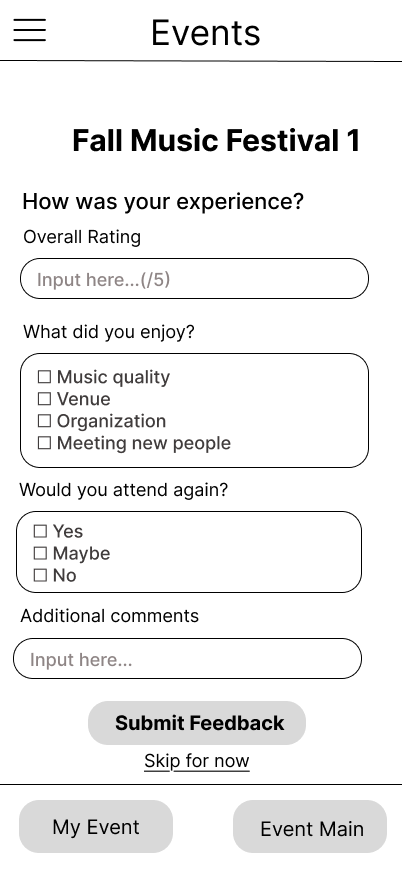 Events
Fall Music Festival 1
How was your experience?
Overall Rating
Input here...(/5)
What did you enjoy?
☐ Music quality
☐ Venue
☐ Organization
☐ Meeting new people
Would you attend again?
☐ Yes
☐ Maybe
☐ No
Additional comments
Input here...
Submit Feedback
Skip for now
My Event
Event Main